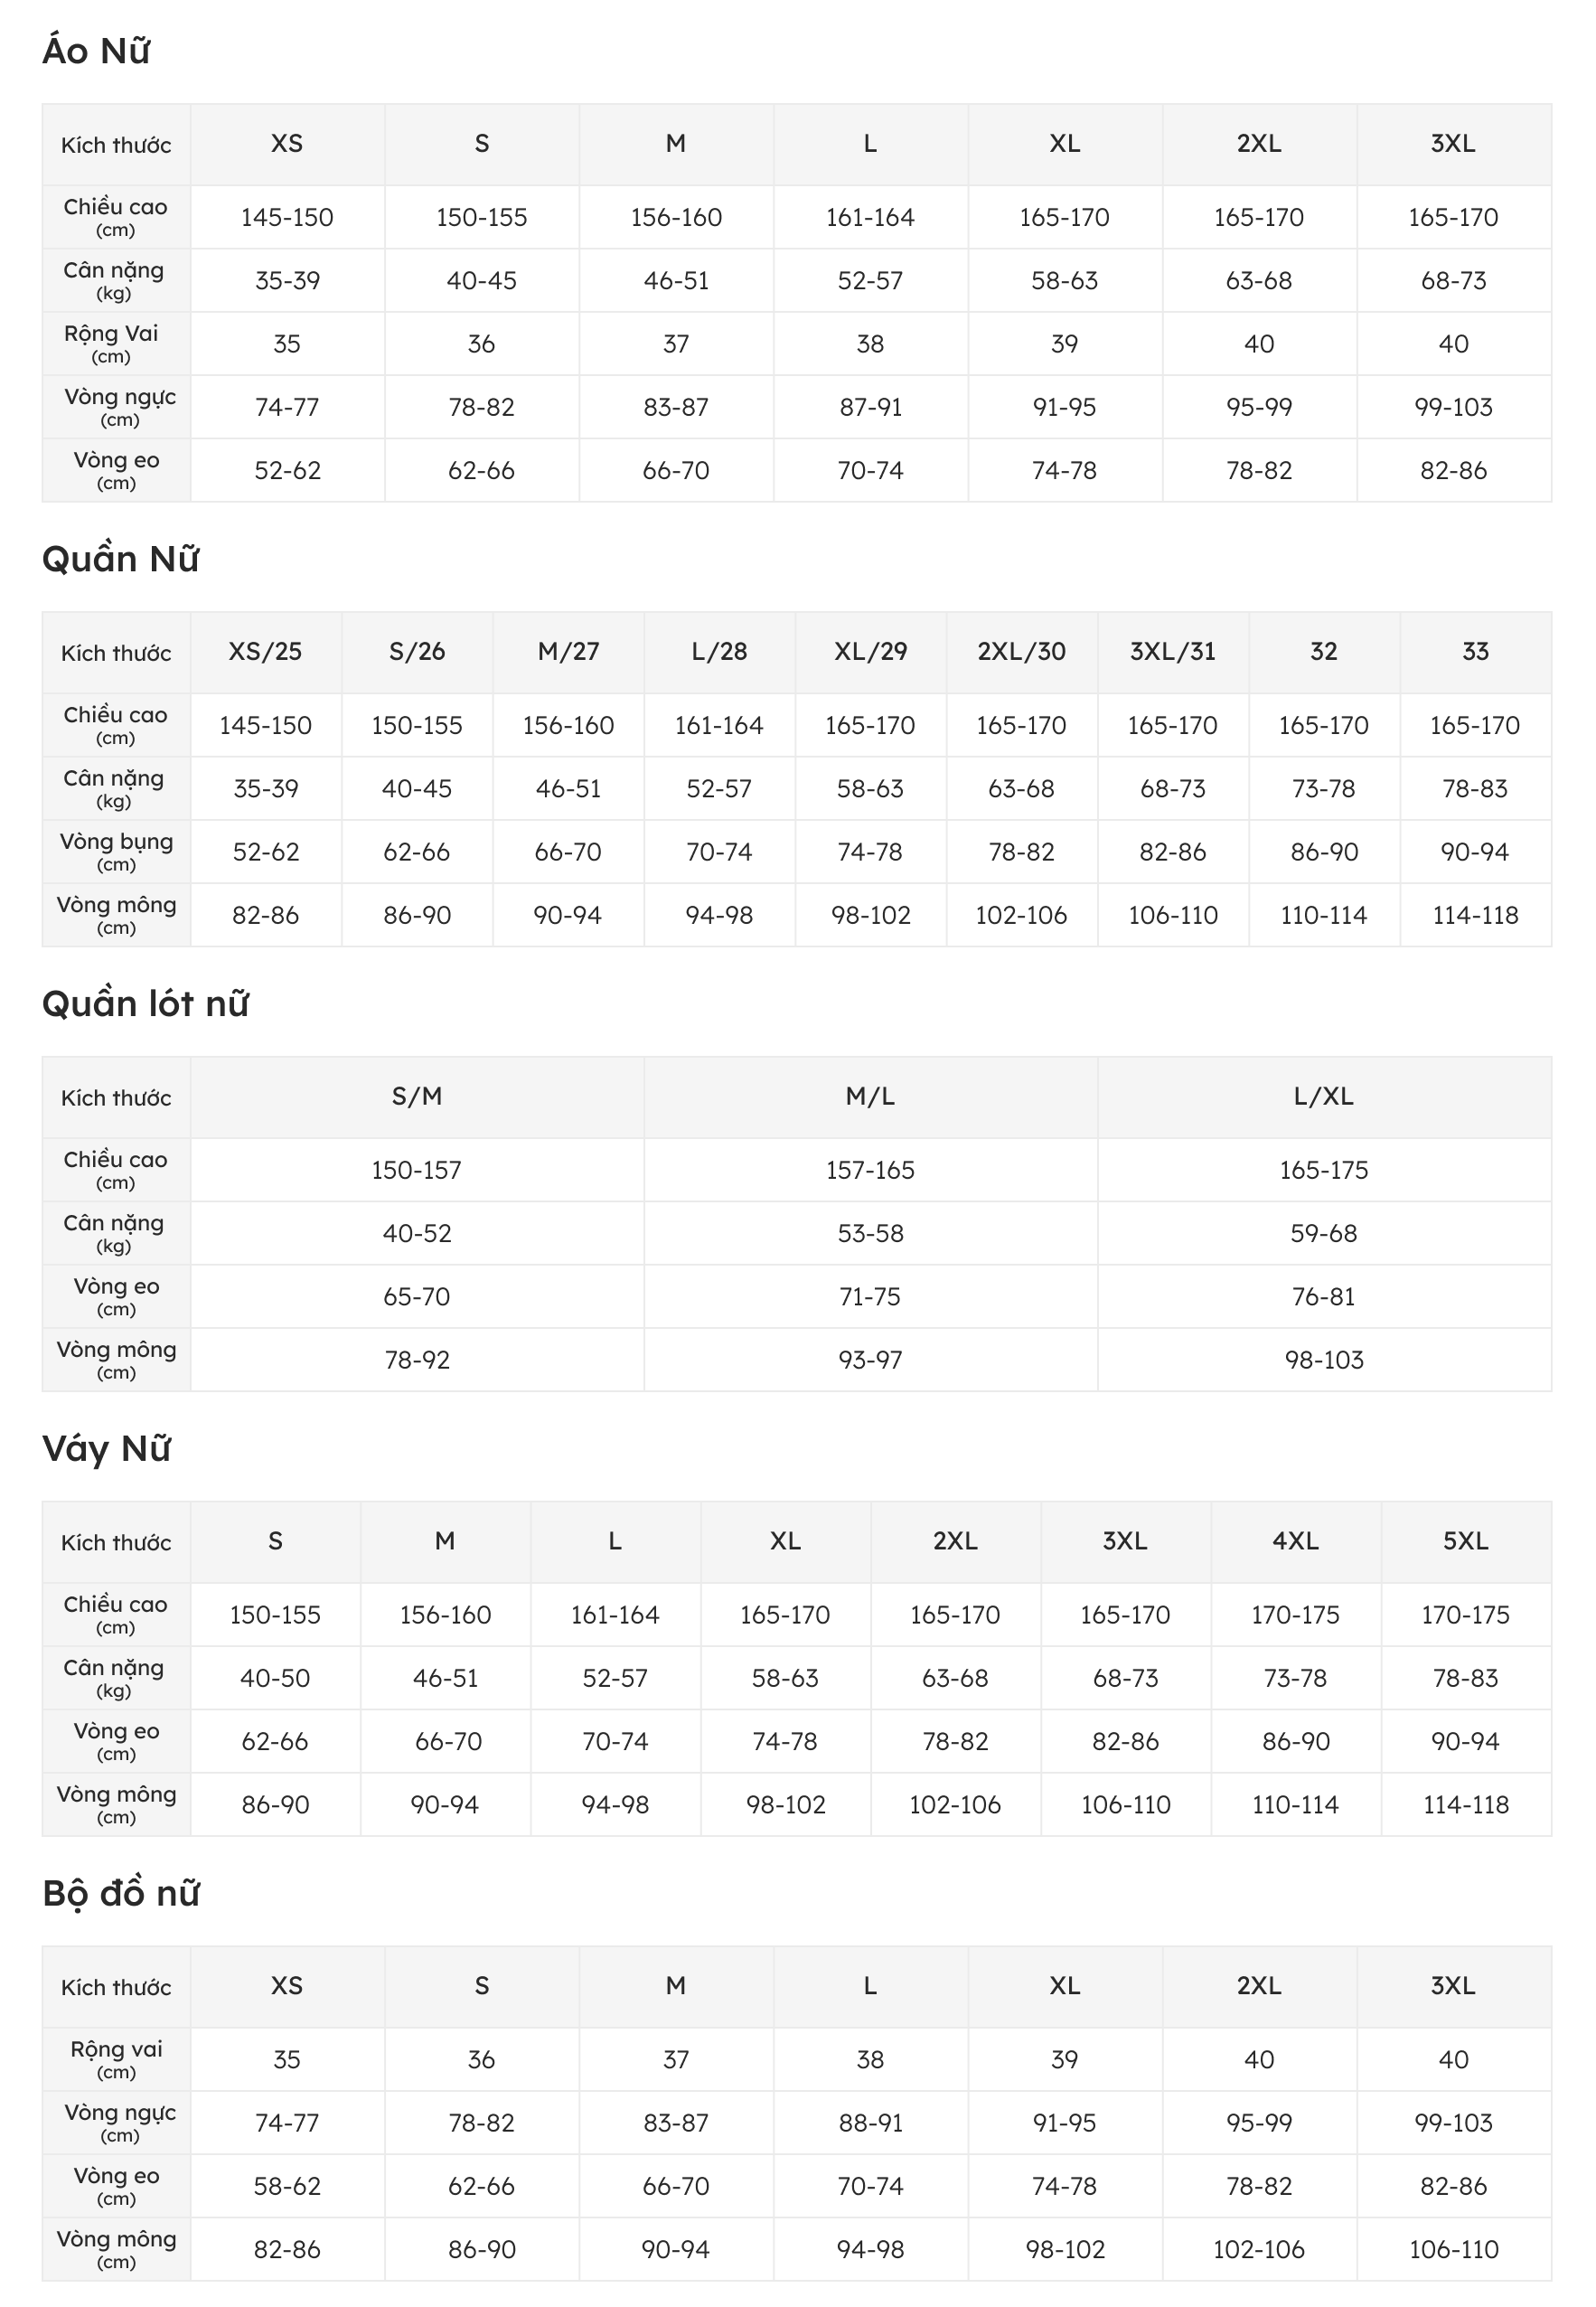 Áo Nữ
Kích thước XS S M L XL 2XL 3XL
Chiều cao (cm) 145-150 150-155 156-160 161-164 165-170 165-170 165-170
Cân nặng (kg) 35-39 40-45 46-51 52-57 58-63 63-68 68-73
Rộng Vai (cm) 35 36 37 38 39 40 40
Vòng ngực (cm) 74-77 78-82 83-87 87-91 91-95 95-99 99-103
Vòng eo (cm) 52-62 62-66 66-70 70-74 74-78 78-82 82-86
Quần Nữ
Kích thước XS/25 S/26 M/27 L/28 XL/29 2XL/30 3XL/31 32 33
Chiều cao (cm) 145-150 150-155 156-160 161-164 165-170 165-170 165-170 165-170 165-170
Cân nặng (kg) 35-39 40-45 46-51 52-57 58-63 63-68 68-73 73-78 78-83
Vòng bụng (cm) 52-62 62-66 66-70 70-74 74-78 78-82 82-86 86-90 90-94
Vòng mông (cm) 82-86 86-90 90-94 94-98 98-102 102-106 106-110 110-114 114-118
Quần lót nữ
Kích thước S/M M/L L/XL
Chiều cao (cm) 150-157 157-165 165-175
Cân nặng (kg) 40-52 53-58 59-68
Vòng eo (cm) 65-70 71-75 76-81
Vòng mông (cm) 78-92 93-97 98-103
Váy Nữ
Kích thước S M L XL 2XL 3XL 4XL 5XL
Chiều cao (cm) 150-155 156-160 161-164 165-170 165-170 165-170 170-175 170-175
Cân nặng (kg) 40-50 46-51 52-57 58-63 63-68 68-73 73-78 78-83
Vòng eo (cm) 62-66 66-70 70-74 74-78 78-82 82-86 86-90 90-94
Vòng mông (cm) 86-90 90-94 94-98 98-102 102-106 106-110 110-114 114-118
Bộ đồ nữ
Kích thước XS S M L XL 2XL 3XL
Rộng vai (cm) 35 36 37 38 39 40 40
Vòng ngực (cm) 74-77 78-82 83-87 88-91 91-95 95-99 99-103
Vòng eo (cm) 58-62 62-66 66-70 70-74 74-78 78-82 82-86
Vòng mông (cm) 82-86 86-90 90-94 94-98 98-102 102-106 106-110